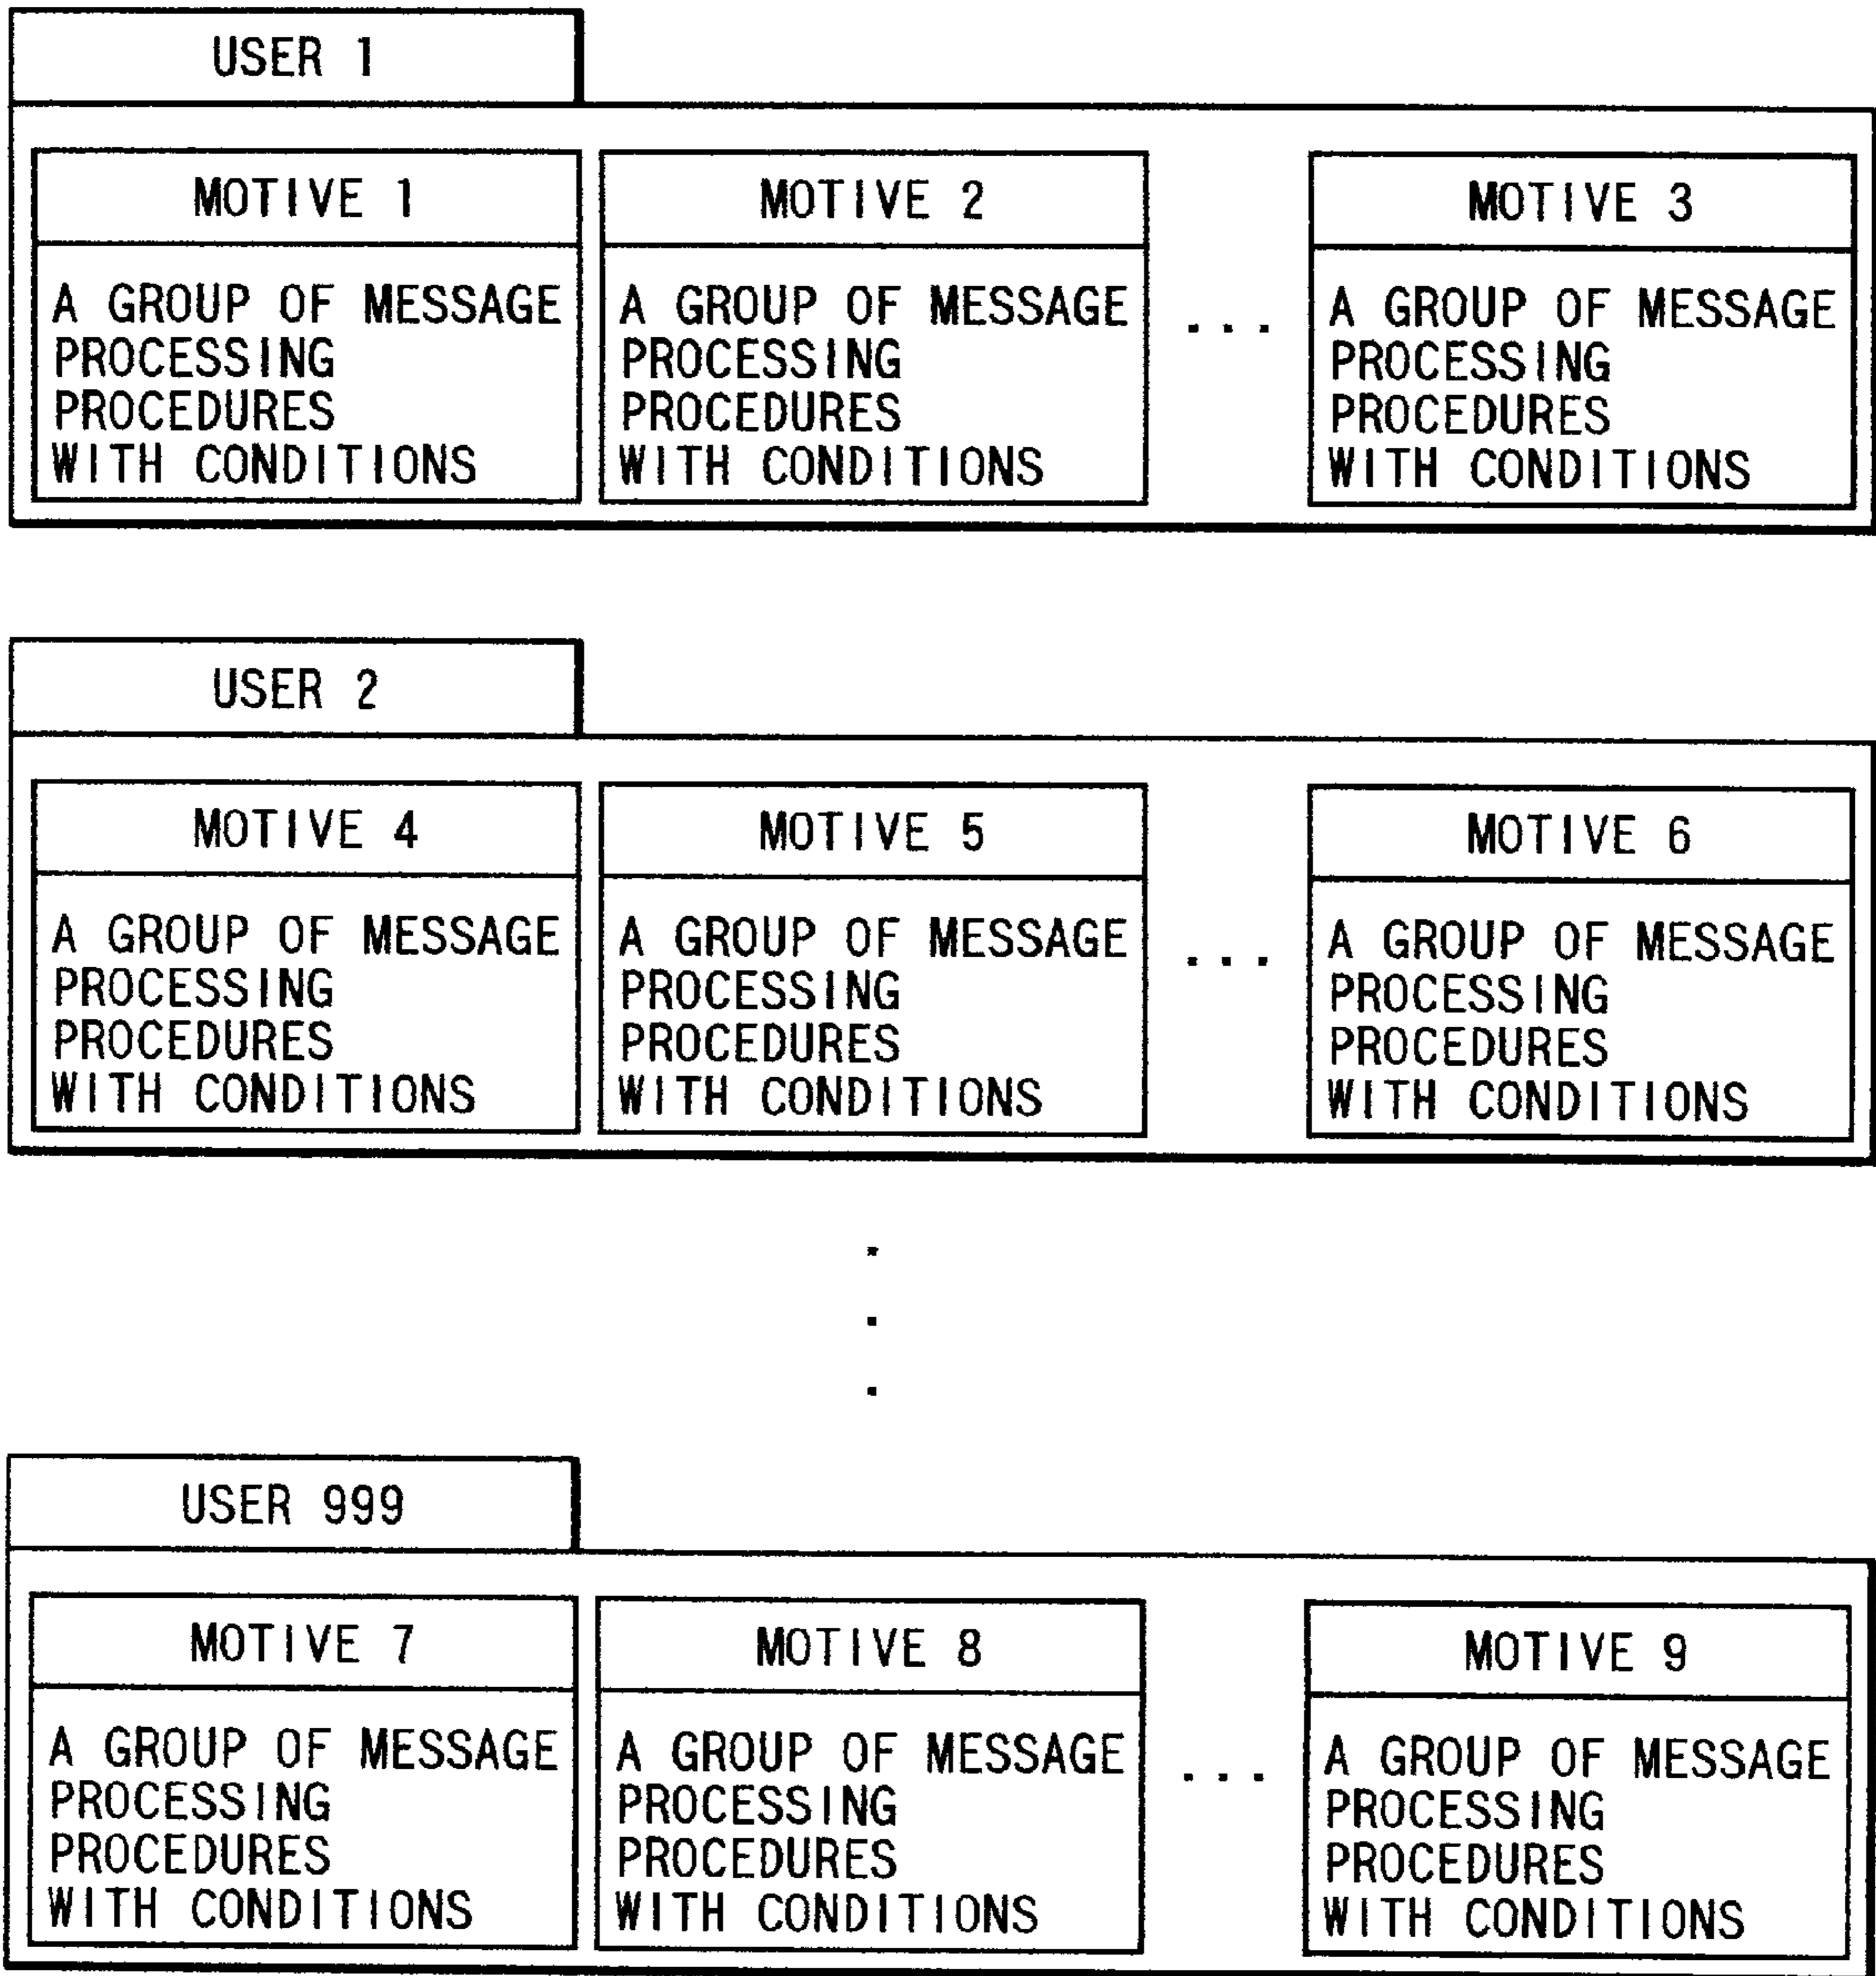 USER 1
MOTIVE 1
A GROUP OF MESSAGE
PROCESSING
PROCEDURES
WITH CONDITIONS
MOTIVE 2
A GROUP OF MESSAGE
PROCESSING
PROCEDURES
WITH CONDITIONS
...
MOTIVE 3
A GROUP OF MESSAGE
PROCESSING
PROCEDURES
WITH CONDITIONS
USER 2
MOTIVE 4
A GROUP OF MESSAGE
PROCESSING
PROCEDURES
WITH CONDITIONS
MOTIVE 5
A GROUP OF MESSAGE
PROCESSING
PROCEDURES
WITH CONDITIONS
...
MOTIVE 6
A GROUP OF MESSAGE
PROCESSING
PROCEDURES
WITH CONDITIONS
.
.
.
USER 999
MOTIVE 7
A GROUP OF MESSAGE
PROCESSING
PROCEDURES
WITH CONDITIONS
MOTIVE 8
A GROUP OF MESSAGE
PROCESSING
PROCEDURES
WITH CONDITIONS
...
MOTIVE 9
A GROUP OF MESSAGE
PROCESSING
PROCEDURES
WITH CONDITIONS